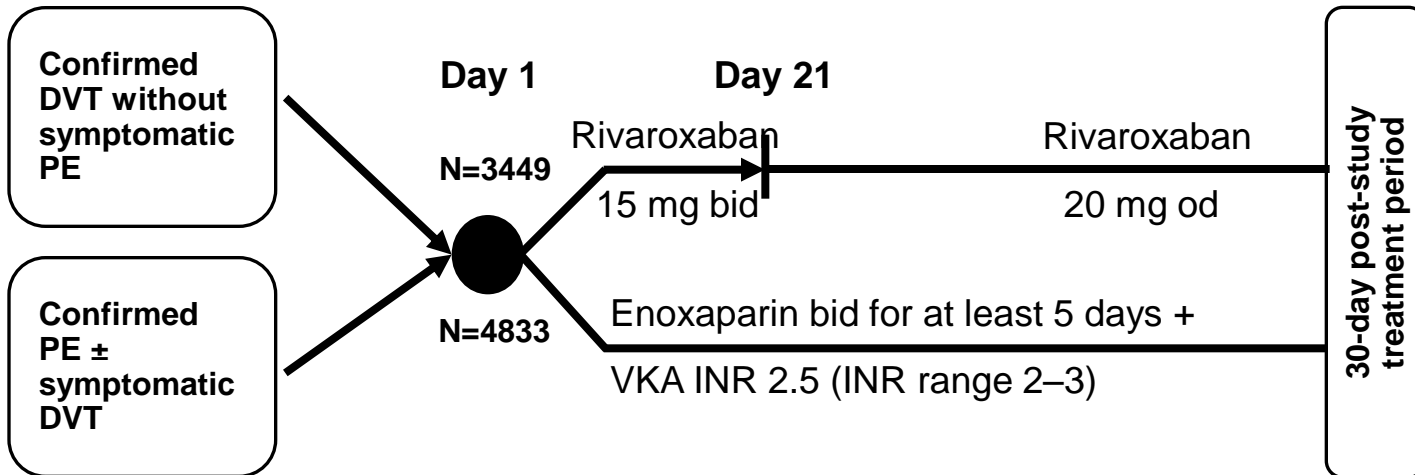 Confirmed
DVT without
symptomatic
PE
Confirmed
PE ±
symptomatic
DVT
Day 1
Day 21
N=3449
N=4833
Rivaroxaban
15 mg bid
Rivaroxaban
20 mg od
Enoxaparin bid for at least 5 days +
VKA INR 2.5 (INR range 2–3)
30-day post-study
treatment period